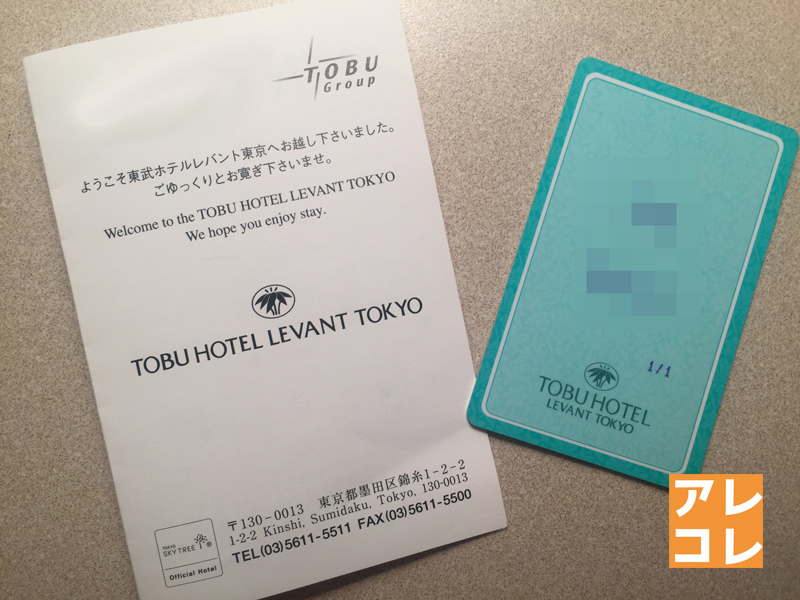 TOBU
Group
ようこそ東武ホテルレバント東京へお越し下さいました。
ごゆっくりとお寛ぎ下さいませ。
Welcome to the TOBU HOTEL LEVANT TOKYO
We hope you enjoy stay.
TOBU HOTEL LEVANT TOKYO
TOKYO
SKY TREE®
Official Hotel
〒130-0013 東京都墨田区錦糸1-2-2
1-2-2 Kinshi, Sumidaku, Tokyo, 130-0013
TEL(03)5611-5511 FAX(03)5611-5500
1/1
TOBU HOTEL
LEVANT TOKYO
アレ
コレ